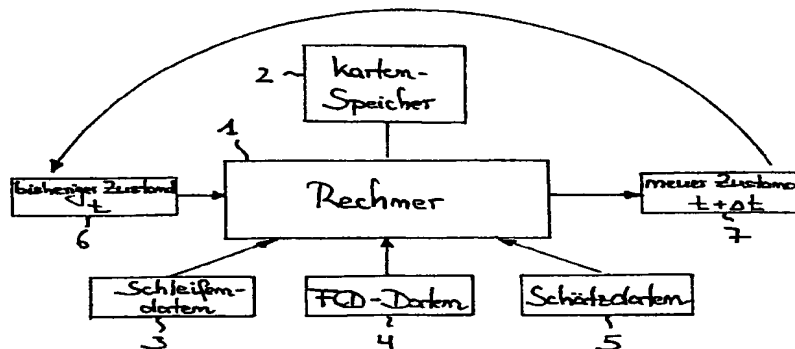 2
Karten-
Speicher
1
bisheriger Zustand
t
6
Rechner
neuer Zustand
t + Δt
7
Schleifen-
daten
3
FCD-Daten
4
Schätzdaten
5